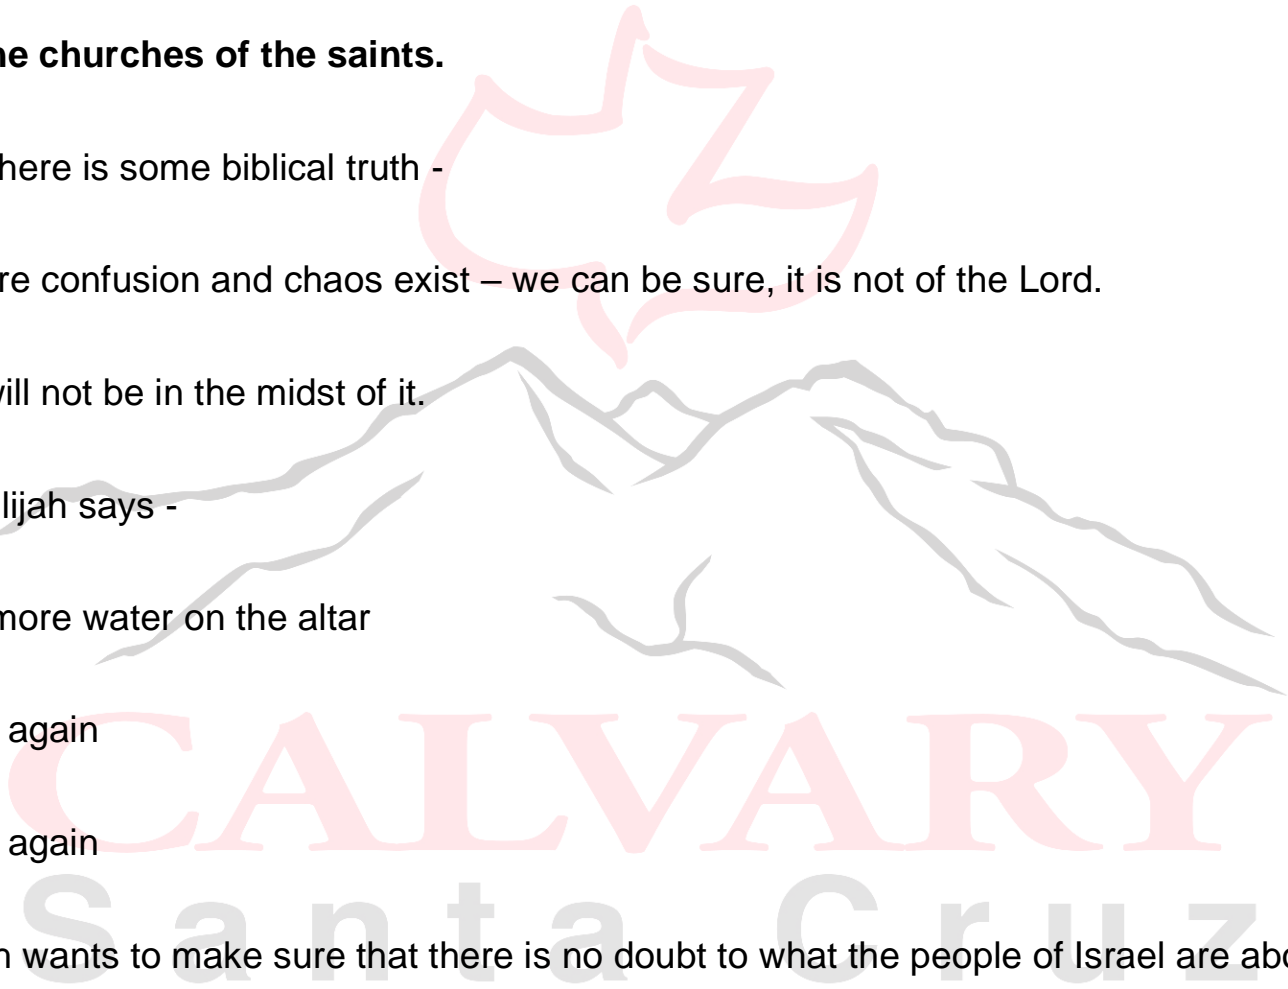 ne churches of the saints.
here is some biblical truth -
re confusion and chaos exist – we can be sure, it is not of the Lord.
vill not be in the midst of it.
lijah says -
more water on the altar
again
again
n wants to make sure that there is no doubt to what the people of Israel are abo
CALVARY
Santa Cruz